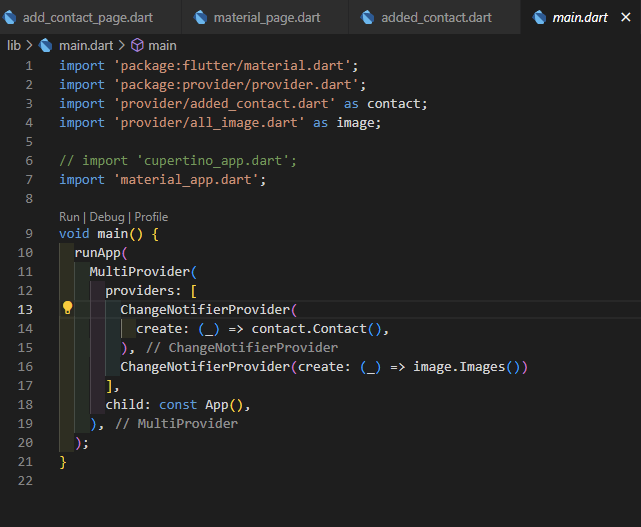 add_contact_page.dart material_page.dart added_contact.dart main.dart
lib > main.dart > main
1 import 'package:flutter/material.dart';
2 import 'package:provider/provider.dart';
3 import 'provider/added_contact.dart' as contact;
4 import 'provider/all_image.dart' as image;
5
6 // import 'cupertino_app.dart';
7 import 'material_app.dart';
8
Run | Debug | Profile
9 void main() {
10   runApp(
11     MultiProvider(
12       providers: [
13         ChangeNotifierProvider(
14           create: (_) => contact.Contact(),
15         ), // ChangeNotifierProvider
16         ChangeNotifierProvider(create: (_) => image.Images())
17       ],
18       child: const App(),
19     ), // MultiProvider
20   );
21 }
22